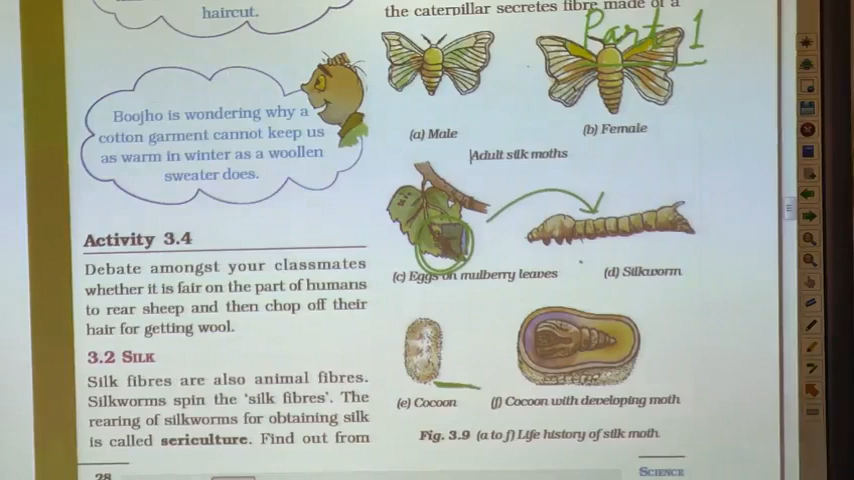 haircut.
Boojho is wondering why a
cotton garment cannot keep us
as warm in winter as a woollen
sweater does.
Activity 3.4
Debate amongst your classmates
whether it is fair on the part of humans
to rear sheep and then chop off their
hair for getting wool.
3.2 SILK
Silk fibres are also animal fibres.
Silkworms spin the ‘silk fibres’. The
rearing of silkworms for obtaining silk
is called sericulture. Find out from
28
the caterpillar secretes fibre made of a
Part 1
(a) Male
(b) Female
Adult silk moths
(c) Eggs on mulberry leaves
(d) Silkworm
(e) Cocoon
(f) Cocoon with developing moth
Fig. 3.9 (a to f) Life history of silk moth
SCIENCE